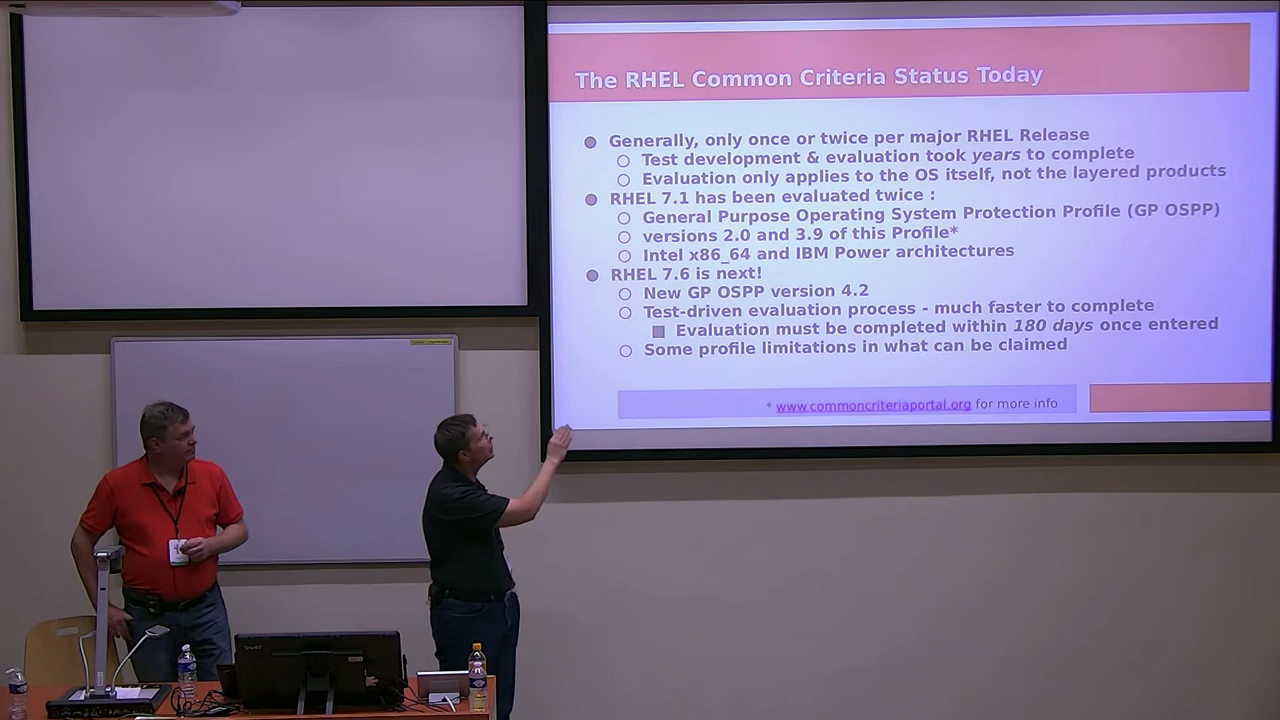 The RHEL Common Criteria Status Today
Generally, only once or twice per major RHEL Release
Test development & evaluation took years to complete
Evaluation only applies to the OS itself, not the layered products
RHEL 7.1 has been evaluated twice :
General Purpose Operating System Protection Profile (GP OSPP)
versions 2.0 and 3.9 of this Profile*
Intel x86_64 and IBM Power architectures
RHEL 7.6 is next!
New GP OSPP version 4.2
Test-driven evaluation process - much faster to complete
Evaluation must be completed within 180 days once entered
Some profile limitations in what can be claimed
* www.commoncriteriaportal.org for more info